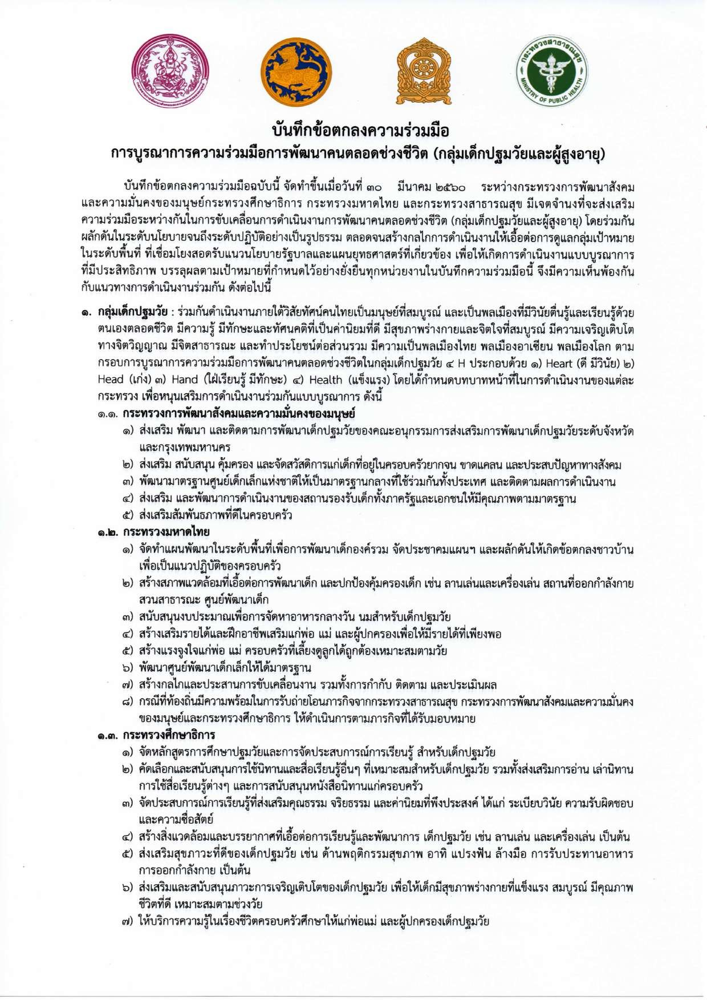 กระทรวงสาธารณสุข
MINISTRY OF PUBLIC HEALTH
บันทึกข้อตกลงความร่วมมือ
การบูรณาการความร่วมมือการพัฒนาคนตลอดช่วงชีวิต (กลุ่มเด็กปฐมวัยและผู้สูงอายุ)
บันทึกข้อตกลงความร่วมมือฉบับนี้ จัดทำขึ้นเมื่อวันที่ ๓๐ มีนาคม ๒๕๖๐ ระหว่างกระทรวงการพัฒนาสังคม
และความมั่นคงของมนุษย์กระทรวงศึกษาธิการ กระทรวงมหาดไทย และกระทรวงสาธารณสุข มีเจตจำนงที่จะส่งเสริม
ความร่วมมือระหว่างกันในการขับเคลื่อนการดำเนินงานการพัฒนาคนตลอดช่วงชีวิต (กลุ่มเด็กปฐมวัยและผู้สูงอายุ) โดยร่วมกัน
ผลักดันในระดับนโยบายจนถึงระดับปฏิบัติอย่างเป็นรูปธรรม ตลอดจนสร้างกลไกการดำเนินงานให้เอื้อต่อการดูแลกลุ่มเป้าหมาย
ในระดับพื้นที่ ที่เชื่อมโยงสอดรับแนวนโยบายรัฐบาลและแผนยุทธศาสตร์ที่เกี่ยวข้อง เพื่อให้เกิดการดำเนินงานแบบบูรณาการ
ที่มีประสิทธิภาพ บรรลุผลตามเป้าหมายที่กำหนดไว้อย่างยั่งยืนทุกหน่วยงานในบันทึกความร่วมมือนี้ จึงมีความเห็นพ้องกัน
กับแนวทางการดำเนินงานร่วมกัน ดังต่อไปนี้
๑. กลุ่มเด็กปฐมวัย : ร่วมกันดำเนินงานภายใต้วิสัยทัศน์คนไทยเป็นมนุษย์ที่สมบูรณ์ และเป็นพลเมืองที่มีวินัยตื่นรู้และเรียนรู้ด้วย
ตนเองตลอดชีวิต มีความรู้ มีทักษะและทัศนคติที่เป็นค่านิยมที่ดี มีสุขภาพร่างกายและจิตใจที่สมบูรณ์ มีความเจริญเติบโต
ทางจิตวิญญาณ มีจิตสาธารณะ และทำประโยชน์ต่อส่วนรวม มีความเป็นพลเมืองไทย พลเมืองอาเซียน พลเมืองโลก ตาม
กรอบการบูรณาการความร่วมมือการพัฒนาคนตลอดช่วงชีวิตในกลุ่มเด็กปฐมวัย ๔ H ประกอบด้วย ๑) Heart (ดี มีวินัย) ๒)
Head (เก่ง) ๓) Hand (ใฝ่เรียนรู้ มีทักษะ) ๔) Health (แข็งแรง) โดยได้กำหนดบทบาทหน้าที่ในการดำเนินงานของแต่ละ
กระทรวง เพื่อหนุนเสริมการดำเนินงานร่วมกันแบบบูรณาการ ดังนี้
๑.๑. กระทรวงการพัฒนาสังคมและความมั่นคงของมนุษย์
๑) ส่งเสริม พัฒนา และติดตามการพัฒนาเด็กปฐมวัยของคณะอนุกรรมการส่งเสริมการพัฒนาเด็กปฐมวัยระดับจังหวัด
และกรุงเทพมหานคร
๒) ส่งเสริม สนับสนุน คุ้มครอง และจัดสวัสดิการแก่เด็กที่อยู่ในครอบครัวยากจน ขาดแคลน และประสบปัญหาทางสังคม
๓) พัฒนามาตรฐานศูนย์เด็กเล็กแห่งชาติให้เป็นมาตรฐานกลางที่ใช้ร่วมกันทั้งประเทศ และติดตามผลการดำเนินงาน
๔) ส่งเสริม และพัฒนาการดำเนินงานของสถานรองรับเด็กทั้งภาครัฐและเอกชนให้มีคุณภาพตามมาตรฐาน
๕) ส่งเสริมสัมพันธภาพที่ดีในครอบครัว
๑.๒. กระทรวงมหาดไทย
๑) จัดทำแผนพัฒนาในระดับพื้นที่เพื่อการพัฒนาเด็กองค์รวม จัดประชาคมแผนฯ และผลักดันให้เกิดข้อตกลงชาวบ้าน
เพื่อเป็นแนวปฏิบัติของครอบครัว
๒) สร้างสภาพแวดล้อมที่เอื้อต่อการพัฒนาเด็ก และปกป้องคุ้มครองเด็ก เช่น ลานเล่นและเครื่องเล่น สถานที่ออกกำลังกาย
สวนสาธารณะ ศูนย์พัฒนาเด็ก
๓) สนับสนุนงบประมาณเพื่อการจัดหาอาหารกลางวัน นมสำหรับเด็กปฐมวัย
๔) สร้างเสริมรายได้และฝึกอาชีพเสริมแก่พ่อ แม่ และผู้ปกครองเพื่อให้มีรายได้ที่เพียงพอ
๕) สร้างแรงจูงใจแก่พ่อ แม่ ครอบครัวที่เลี้ยงดูลูกได้ถูกต้องเหมาะสมตามวัย
๖) พัฒนาศูนย์พัฒนาเด็กเล็กให้ได้มาตรฐาน
๗) สร้างกลไกและประสานการขับเคลื่อนงาน รวมทั้งการกำกับ ติดตาม และประเมินผล
๘) กรณีที่ท้องถิ่นมีความพร้อมในการรับถ่ายโอนภารกิจจากกระทรวงสาธารณสุข กระทรวงการพัฒนาสังคมและความมั่นคง
ของมนุษย์และกระทรวงศึกษาธิการ ให้ดำเนินการตามภารกิจที่ได้รับมอบหมาย
๑.๓. กระทรวงศึกษาธิการ
๑) จัดหลักสูตรการศึกษาปฐมวัยและการจัดประสบการณ์การเรียนรู้ สำหรับเด็กปฐมวัย
๒) คัดเลือกและสนับสนุนการใช้นิทานและสื่อเรียนรู้อื่นๆ ที่เหมาะสมสำหรับเด็กปฐมวัย รวมทั้งส่งเสริมการอ่าน เล่านิทาน
การใช้สื่อเรียนรู้ต่างๆ และการสนับสนุนหนังสือนิทานแก่ครอบครัว
๓) จัดประสบการณ์การเรียนรู้ที่ส่งเสริมคุณธรรม จริยธรรม และค่านิยมที่พึงประสงค์ ได้แก่ ระเบียบวินัย ความรับผิดชอบ
และความซื่อสัตย์
๔) สร้างสิ่งแวดล้อมและบรรยากาศที่เอื้อต่อการเรียนรู้และพัฒนาการ เด็กปฐมวัย เช่น ลานเล่น และเครื่องเล่น เป็นต้น
๕) ส่งเสริมสุขภาวะที่ดีของเด็กปฐมวัย เช่น ด้านพฤติกรรมสุขภาพ อาทิ แปรงฟัน ล้างมือ การรับประทานอาหาร
การออกกำลังกาย เป็นต้น
๖) ส่งเสริมและสนับสนุนภาวะการเจริญเติบโตของเด็กปฐมวัย เพื่อให้เด็กมีสุขภาพร่างกายที่แข็งแรง สมบูรณ์ มีคุณภาพ
ชีวิตที่ดี เหมาะสมตามช่วงวัย
๗) ให้บริการความรู้ในเรื่องชีวิตครอบครัวศึกษาให้แก่พ่อแม่ และผู้ปกครองเด็กปฐมวัย